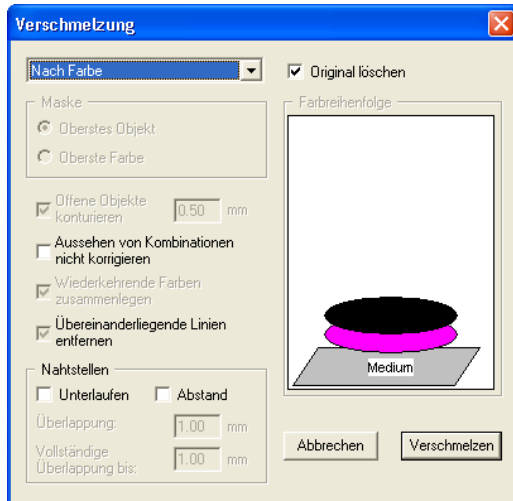 Verschmelzung
Nach Farbe
Original löschen
Maske
Oberstes Objekt
Oberste Farbe
Offene Objekte
konturieren
0.50 mm
Aussehen von Kombinationen
nicht korrigieren
Wiederkehrende Farben
zusammenlegen
Übereinanderliegende Linien
entfernen
Nahtstellen
Unterlaufen
Abstand
Überlappung:
1.00 mm
Vollständige
Überlappung bis:
1.00 mm
Farbreihenfolge
Medium
Abbrechen
Verschmelzen